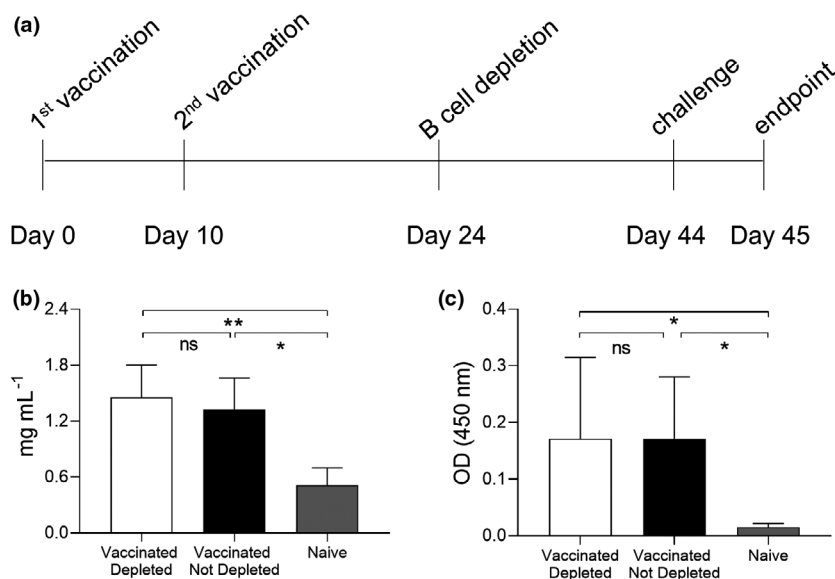 (a)
1st vaccination
2nd vaccination
B cell depletion
challenge
endpoint
Day 0
Day 10
Day 24
Day 44
Day 45
(b)
mg mL-1
2.4
1.8
1.2
0.6
0.0
**
ns
*
Vaccinated
Depleted
Vaccinated
Not Depleted
Naive
(c)
OD (450 nm)
0.4
0.3
0.2
0.1
0.0
*
ns
*
Vaccinated
Depleted
Vaccinated
Not Depleted
Naive